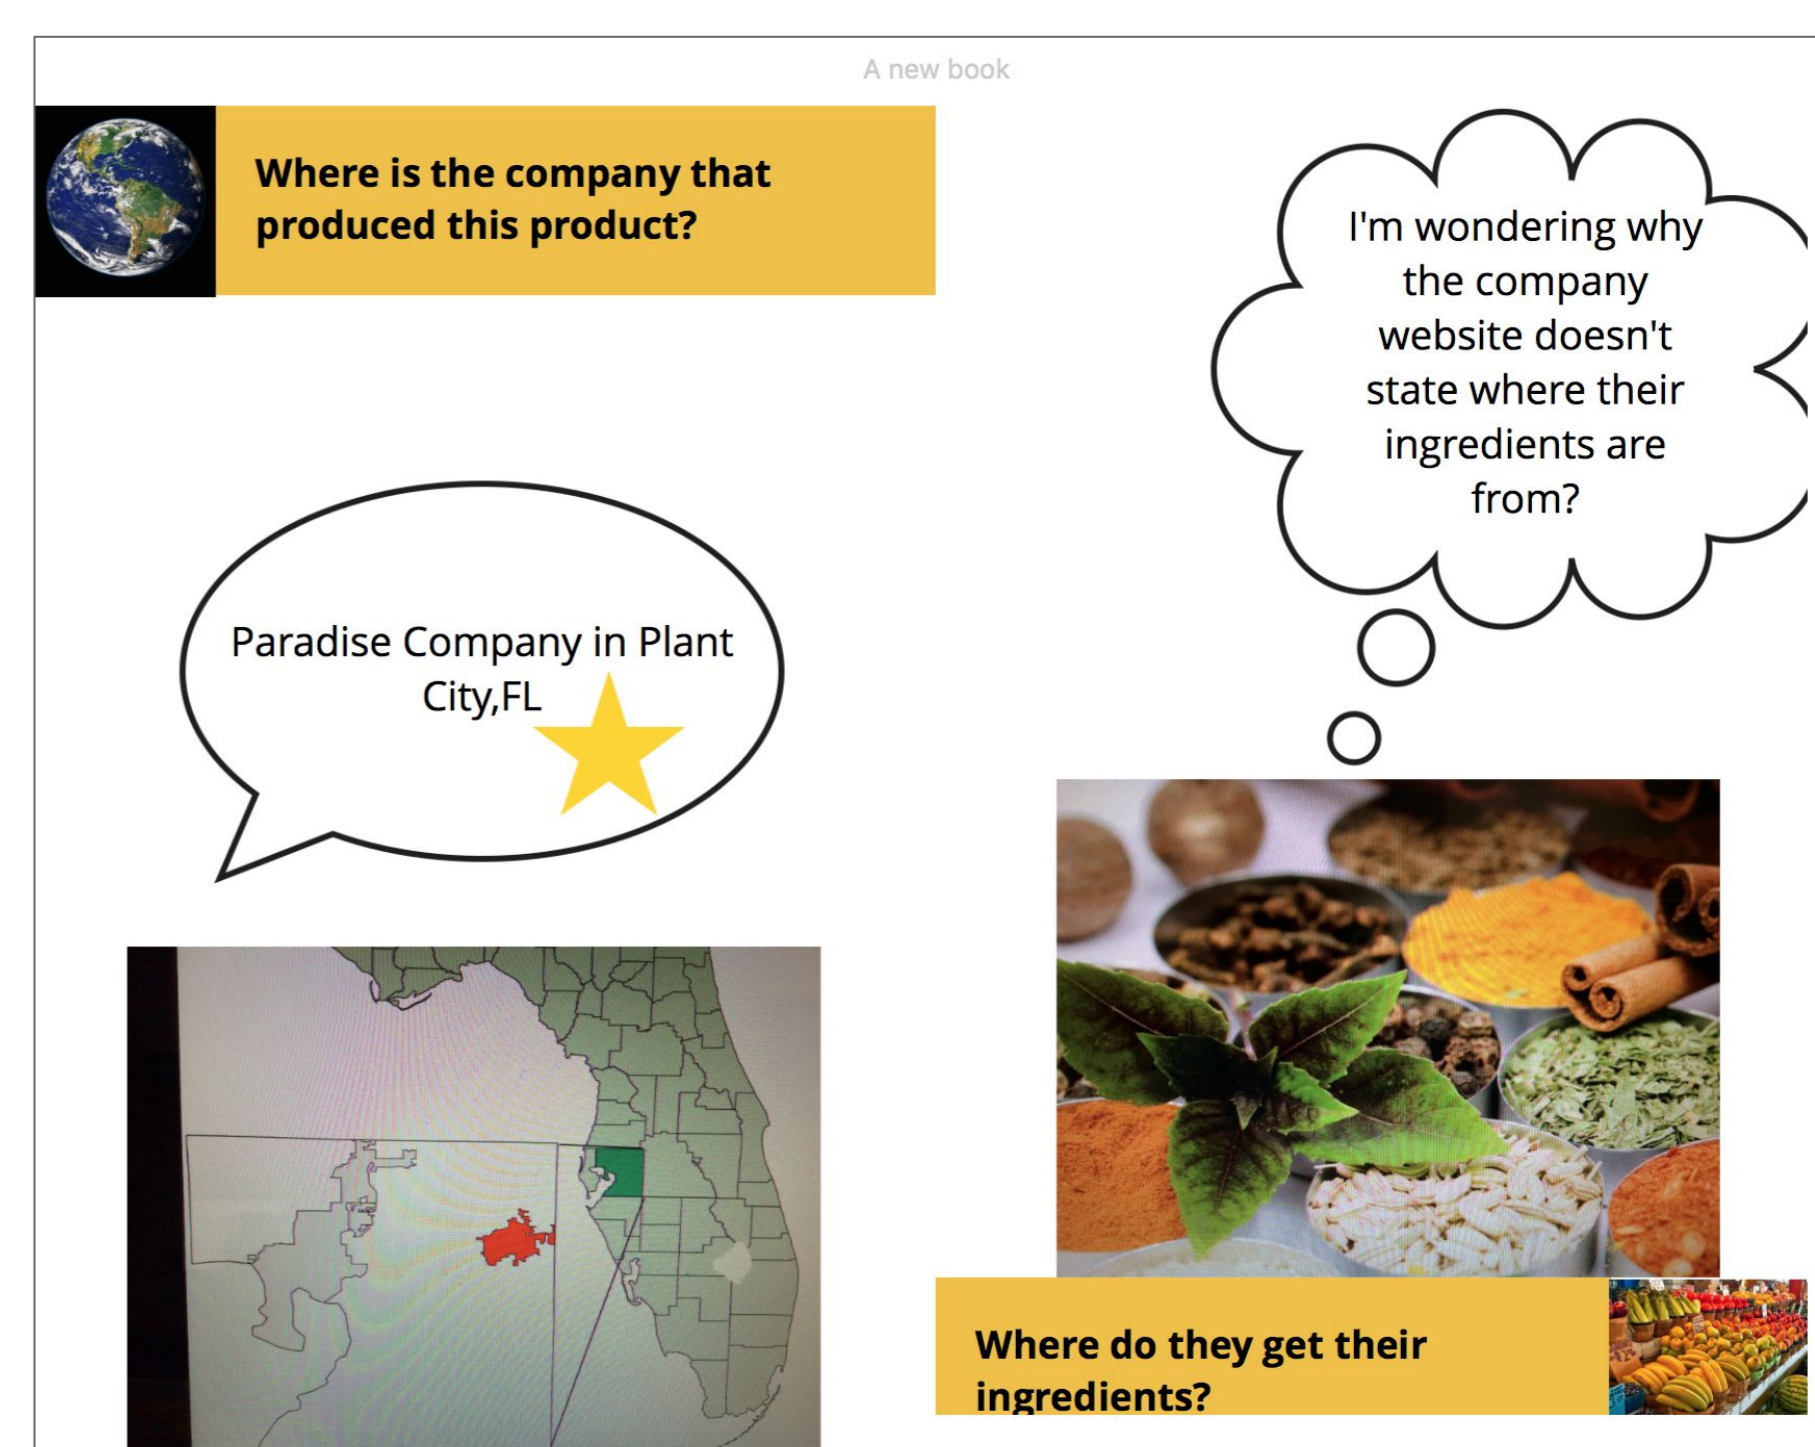 A new book
Where is the company that
produced this product?
I'm wondering why
the company
website doesn't
state where their
ingredients are
from?
Paradise Company in Plant
City,FL
Where do they get their
ingredients?